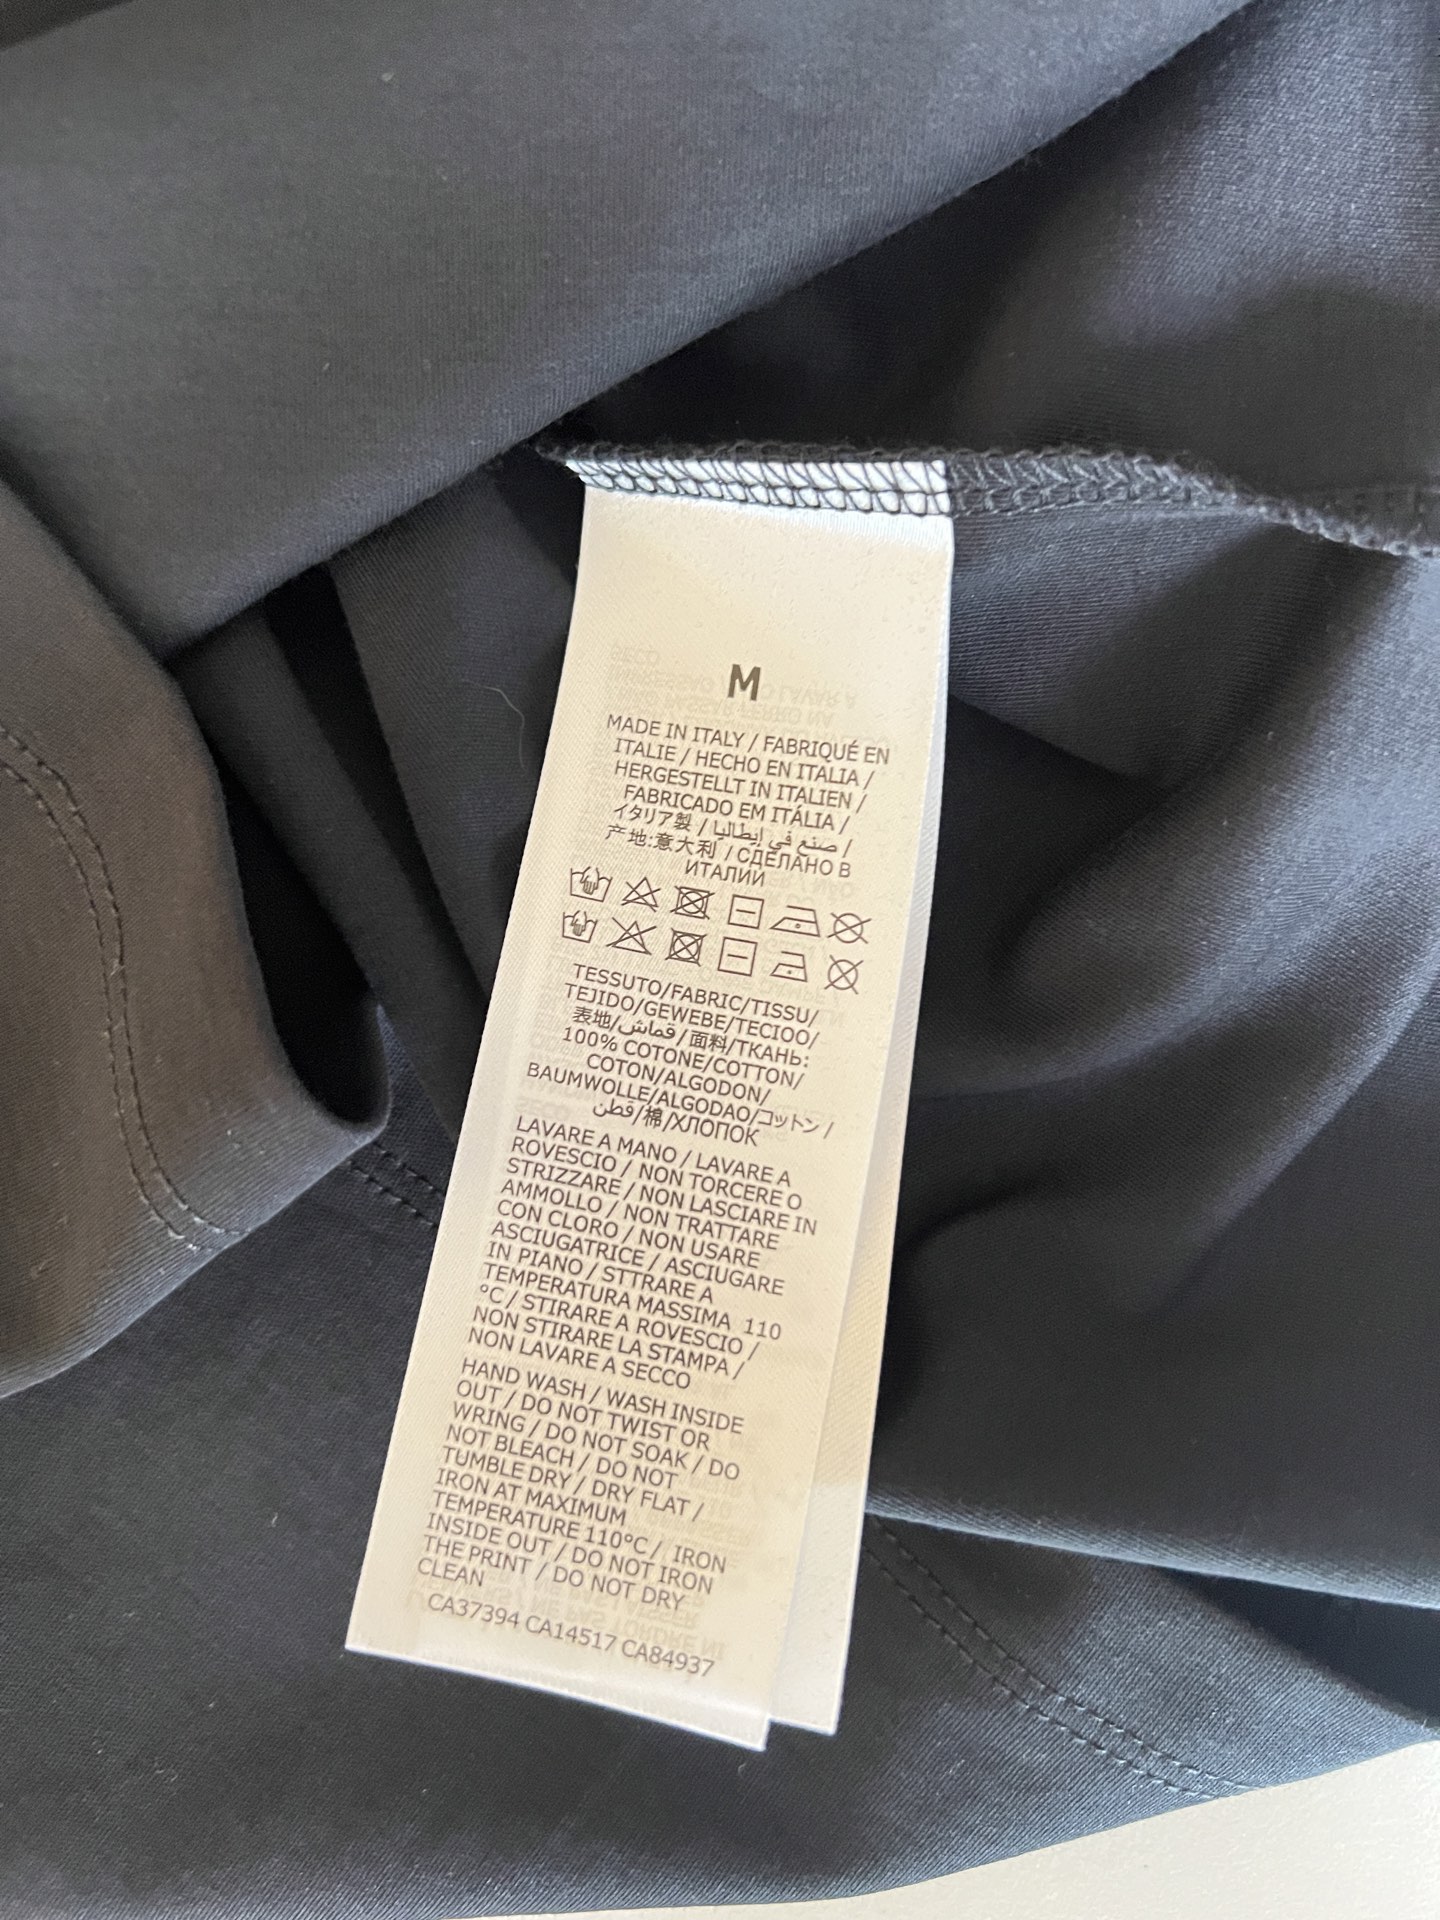 M
MADE IN ITALY / FABRIQUÉ EN
ITALIE / HECHO EN ITALIA /
HERGESTELLT IN ITALIEN /
FABRICADO EM ITÁLIA /
イタリア製 / صنع في إيطاليا /
产地:意大利 / СДЕЛАНО В
ИТАЛИИ
TESSUTO/FABRIC/TISSU/
TEJIDO/GEWEBE/TECIOO/
表地/قماش/面料/ТКАНЬ:
100% COTONE/COTTON/
COTON/ALGODON/
BAUMWOLLE/ALGODAO/コットン/
قطن/棉/ХЛОПОК
LAVARE A MANO / LAVARE A
ROVESCIO / NON TORCERE O
STRIZZARE / NON LASCIARE IN
AMMOLLO / NON TRATTARE
CON CLORO / NON USARE
ASCIUGATRICE / ASCIUGARE
IN PIANO / STTRARE A
TEMPERATURA MASSIMA 110
°C / STIRARE A ROVESCIO /
NON STIRARE LA STAMPA /
NON LAVARE A SECCO
HAND WASH / WASH INSIDE
OUT / DO NOT TWIST OR
WRING / DO NOT SOAK / DO
NOT BLEACH / DO NOT
TUMBLE DRY / DRY FLAT /
IRON AT MAXIMUM
TEMPERATURE 110°C / IRON
INSIDE OUT / DO NOT IRON
THE PRINT / DO NOT DRY
CLEAN
CA37394 CA14517 CA84937